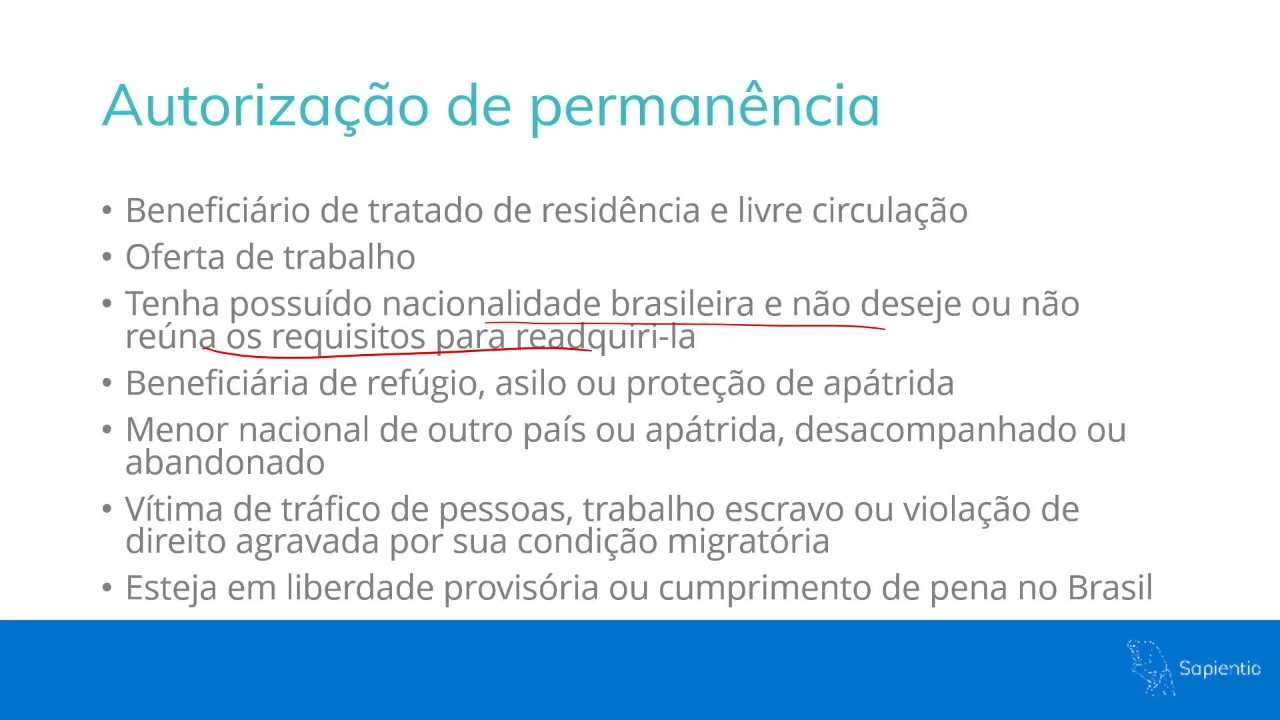 Autorização de permanência
• Beneficiário de tratado de residência e livre circulação
• Oferta de trabalho
• Tenha possuído nacionalidade brasileira e não deseje ou não
reúna os requisitos para readquiri-la
• Beneficiária de refúgio, asilo ou proteção de apátrida
• Menor nacional de outro país ou apátrida, desacompanhado ou
abandonado
• Vítima de tráfico de pessoas, trabalho escravo ou violação de
direito agravada por sua condição migratória
• Esteja em liberdade provisória ou cumprimento de pena no Brasil
Sapientia